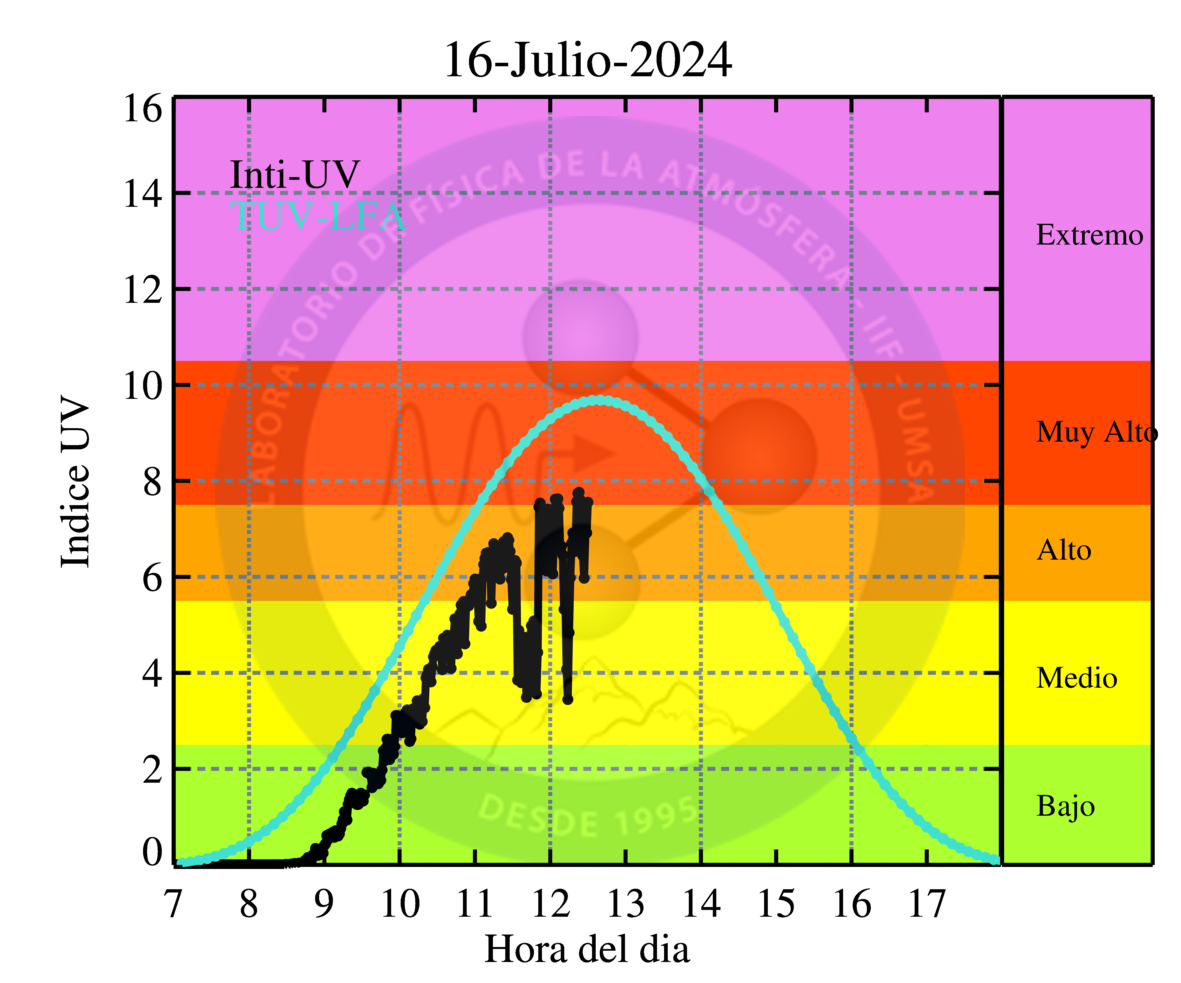 16-Julio-2024
Inti-UV
TUV-LFA
LABORATORIO DE FÍSICA DE LA ATMÓSFERA - IIF - UMSA
DESDE 1995
Indice UV
16
14
12
10
8
6
4
2
0
Extremo
Muy Alto
Alto
Medio
Bajo
7 8 9 10 11 12 13 14 15 16 17
Hora del dia